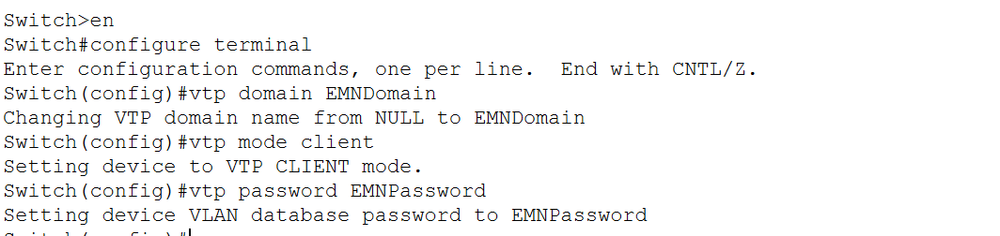 Switch>en
Switch#configure terminal
Enter configuration commands, one per line.  End with CNTL/Z.
Switch(config)#vtp domain EMNDomain
Changing VTP domain name from NULL to EMNDomain
Switch(config)#vtp mode client
Setting device to VTP CLIENT mode.
Switch(config)#vtp password EMNPassword
Setting device VLAN database password to EMNPassword